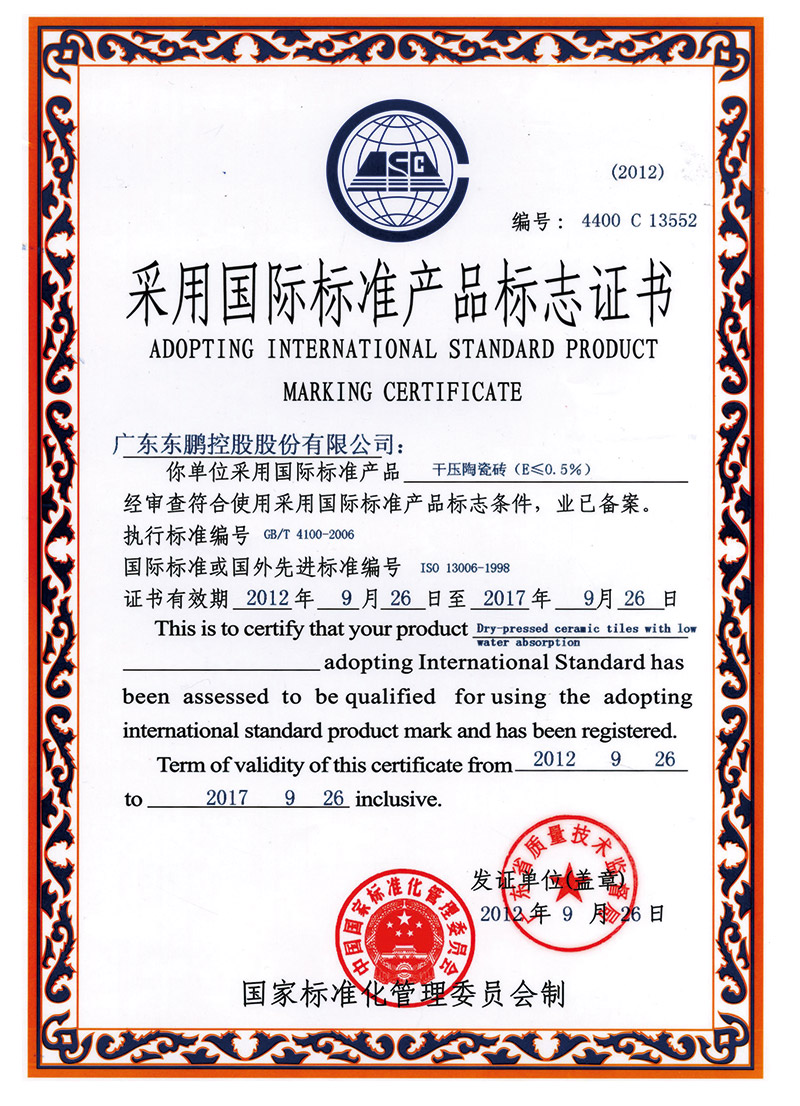 CISC
(2012)
编号： 4400 C 13552
采用国际标准产品标志证书
ADOPTING INTERNATIONAL STANDARD PRODUCT
MARKING CERTIFICATE
广东东鹏控股股份有限公司：
你单位采用国际标准产品 干压陶瓷砖（E≤0.5%）
经审查符合使用采用国际标准产品标志条件，业已备案。
执行标准编号 GB/T 4100-2006
国际标准或国外先进标准编号 ISO 13006-1998
证书有效期 2012 年 9 月 26 日至 2017 年 9月 26 日
This is to certify that your product Dry-pressed ceramic tiles with low
water absorption
adopting International Standard has
been assessed to be qualified for using the adopting
international standard product mark and has been registered.
Term of validity of this certificate from 2012 9 26
to 2017 9 26 inclusive.
广东省质量技术监督局
发证单位(盖章)
2012 年 9 月 26 日
中国国家标准化管理委员会
国家标准化管理委员会制